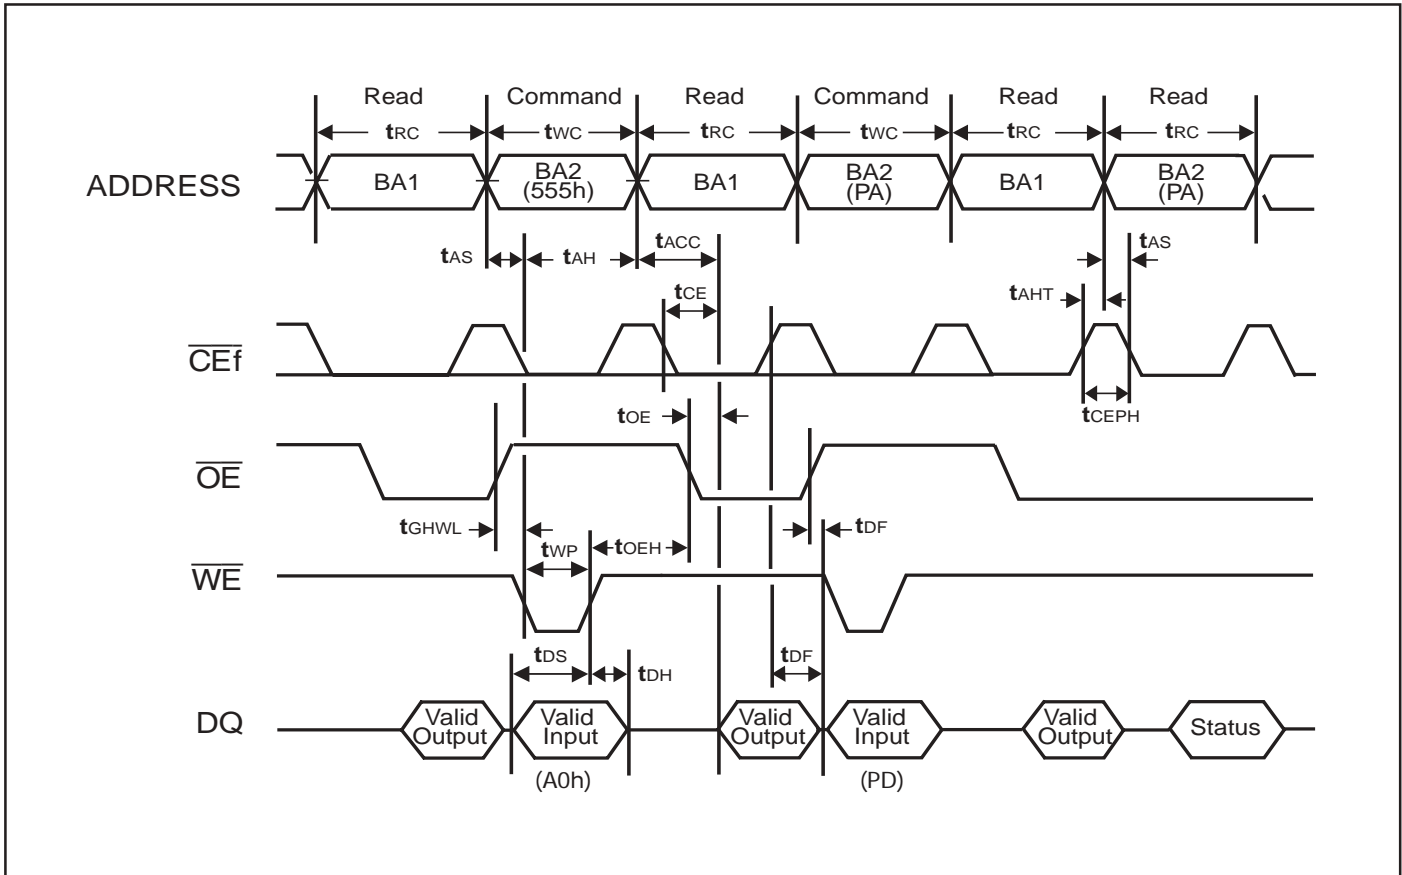 Read Command Read Command Read Read
tRC tWC tRC tWC tRC tRC
ADDRESS BA1 BA2 (555h) BA1 BA2 (PA) BA1 BA2 (PA)
tAS tAH tACC tAS
tCE tAHT
CEf
tOE tCEPH
OE
tGHWL tWP tOEH tDF
WE
tDS tDH tDF
DQ Valid Output Valid Input Valid Output Valid Input Valid Output Status
(A0h) (PD)